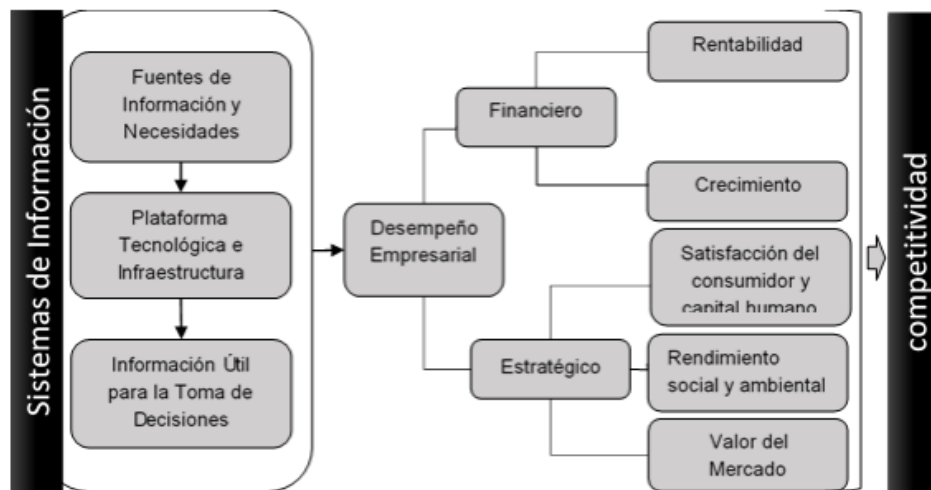 Sistemas de Información
Fuentes de
Información y
Necesidades
Plataforma
Tecnológica e
Infraestructura
Información Útil
para la Toma de
Decisiones
Desempeño
Empresarial
Financiero
Estratégico
Rentabilidad
Crecimiento
Satisfacción del
consumidor y
capital humano
Rendimiento
social y ambiental
Valor del
Mercado
competitividad